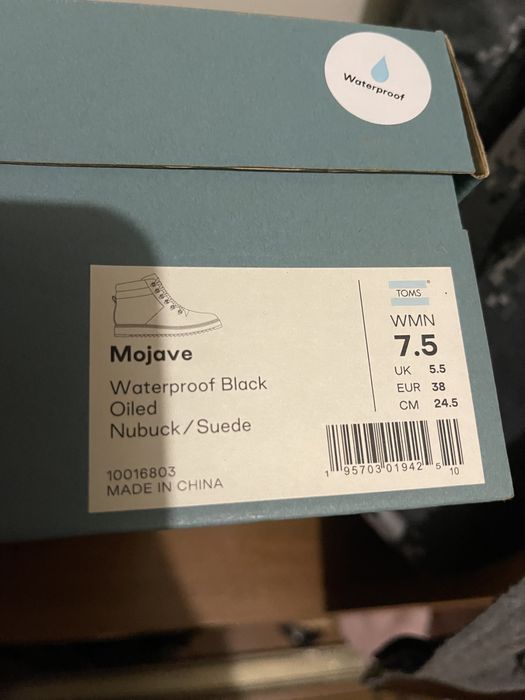 Waterproof
Mojave
Waterproof Black
Oiled
Nubuck/Suede
10016803
MADE IN CHINA
TOMS
WMN
7.5
UK 5.5
EUR 38
CM 24.5
1 95703 01942 5 10